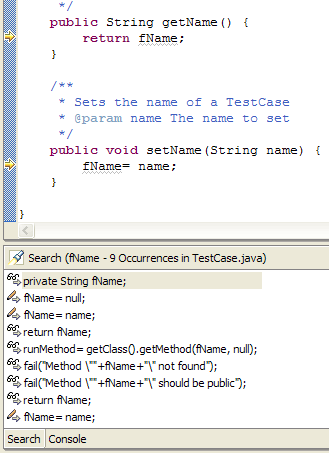 */
public String getName() {
return fName;
}
/**
* Sets the name of a TestCase
* @param name The name to set
*/
public void setName(String name) {
fName= name;
}
}
Search (fName - 9 Occurrences in TestCase.java)
private String fName;
fName= null;
fName= name;
return fName;
runMethod= getClass().getMethod(fName, null);
fail("Method \""+fName+"\" not found");
fail("Method \""+fName+"\" should be public");
return fName;
fName= name;
Search Console